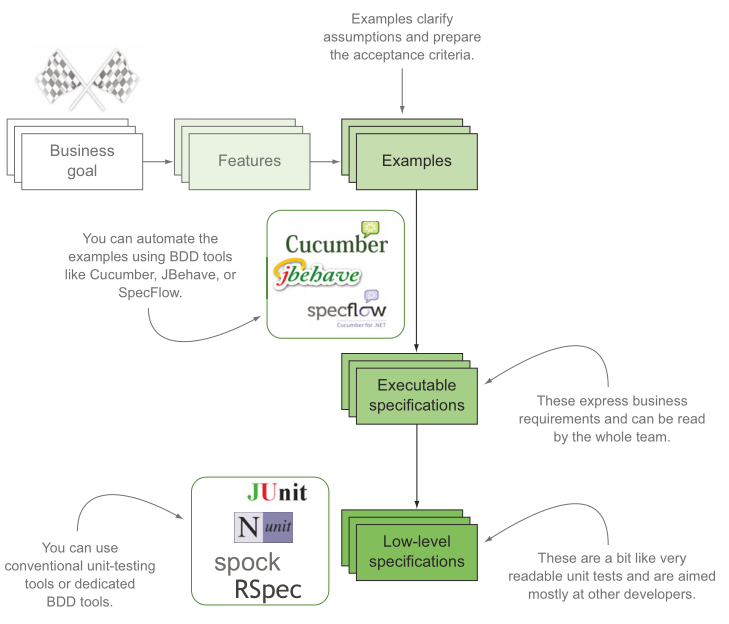 Examples clarify
assumptions and prepare
the acceptance criteria.
Business
goal
Features
Examples
You can automate the
examples using BDD tools
like Cucumber, JBehave, or
SpecFlow.
Cucumber
jbehave
specflow
Cucumber for .NET
Executable
specifications
These express business
requirements and can be read
by the whole team.
JUnit
N unit
spock
RSpec
You can use
conventional unit-testing
tools or dedicated
BDD tools.
Low-level
specifications
These are a bit like very
readable unit tests and are aimed
mostly at other developers.